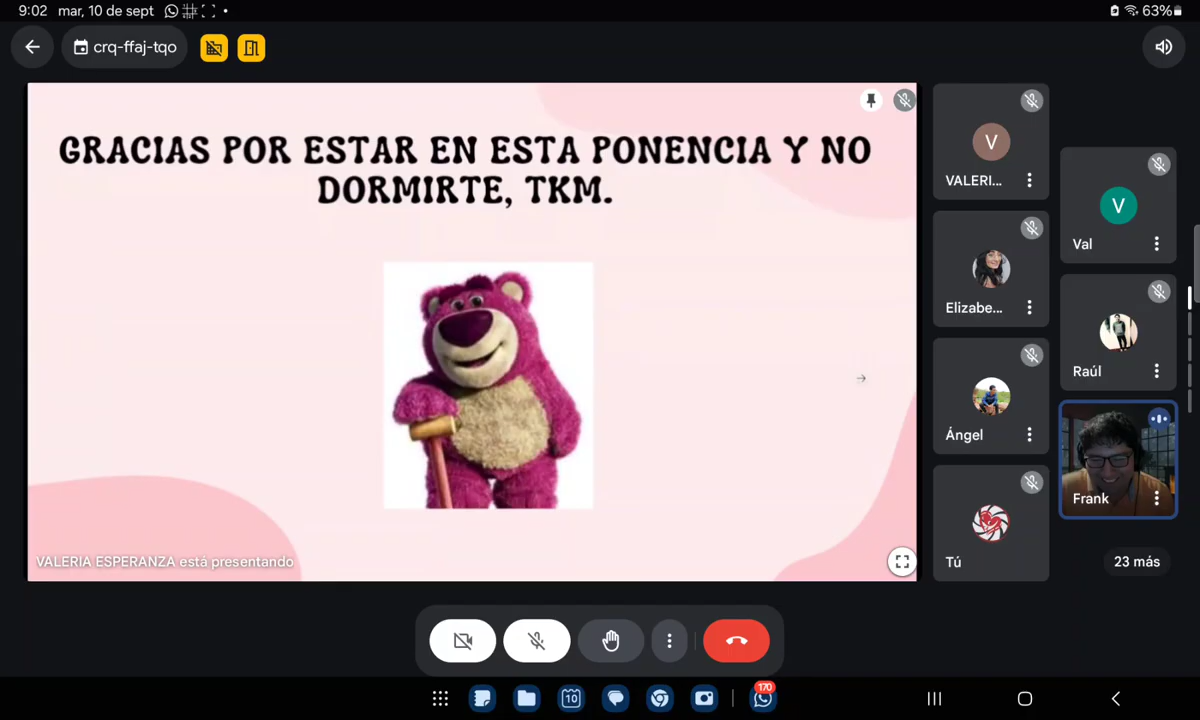 9:02 mar, 10 de sept
63%
crq-ffaj-tqo
GRACIAS POR ESTAR EN ESTA PONENCIA Y NO
DORMIRTE, TKM.
VALERIA ESPERANZA está presentando
V
VALERI...
V
Val
Elizabe...
Raúl
Ángel
Frank
Tú
23 más
10
170